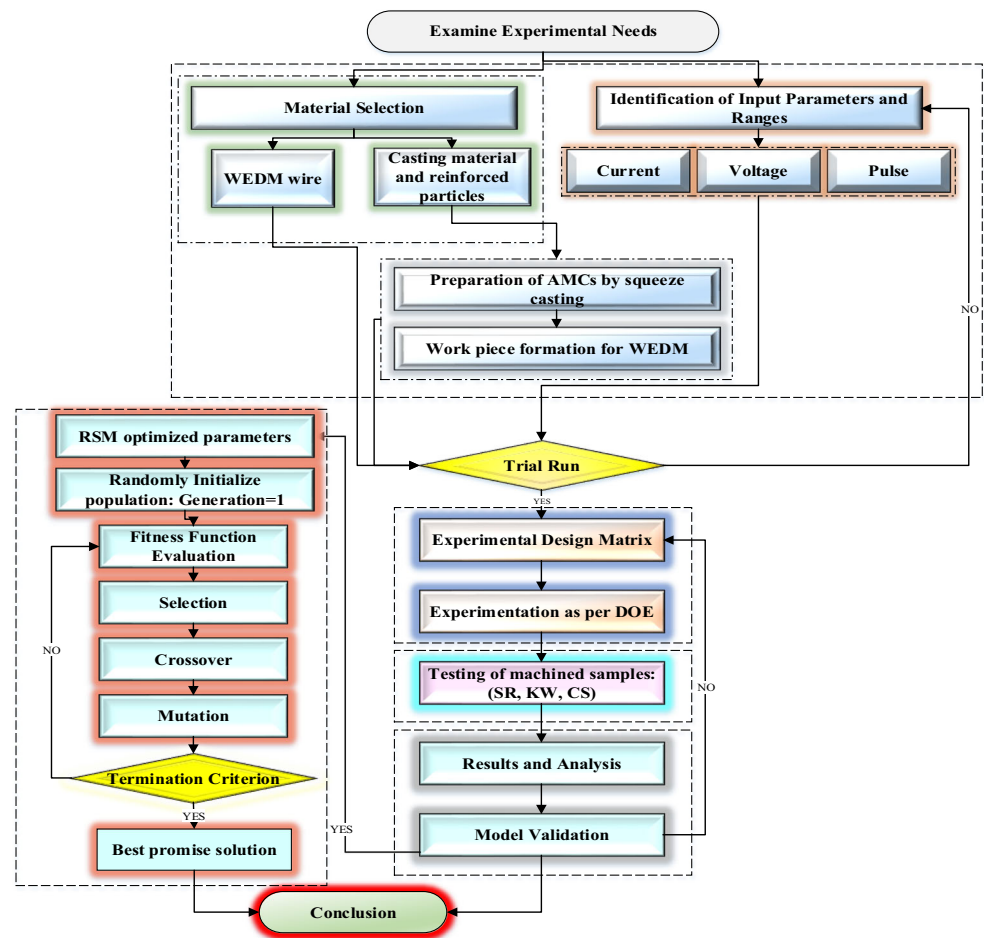 Examine Experimental Needs
Material Selection
Identification of Input Parameters and
Ranges
WEDM wire
Casting material
and reinforced
particles
Current
Voltage
Pulse
Preparation of AMCs by squeeze
casting
Work piece formation for WEDM
NO
Trial Run
YES
RSM optimized parameters
Randomly Initialize
population: Generation=1
Fitness Function
Evaluation
Selection
Crossover
Mutation
NO
Termination Criterion
YES
Best promise solution
Experimental Design Matrix
Experimentation as per DOE
Testing of machined samples:
(SR, KW, CS)
NO
Results and Analysis
Model Validation
YES
Conclusion